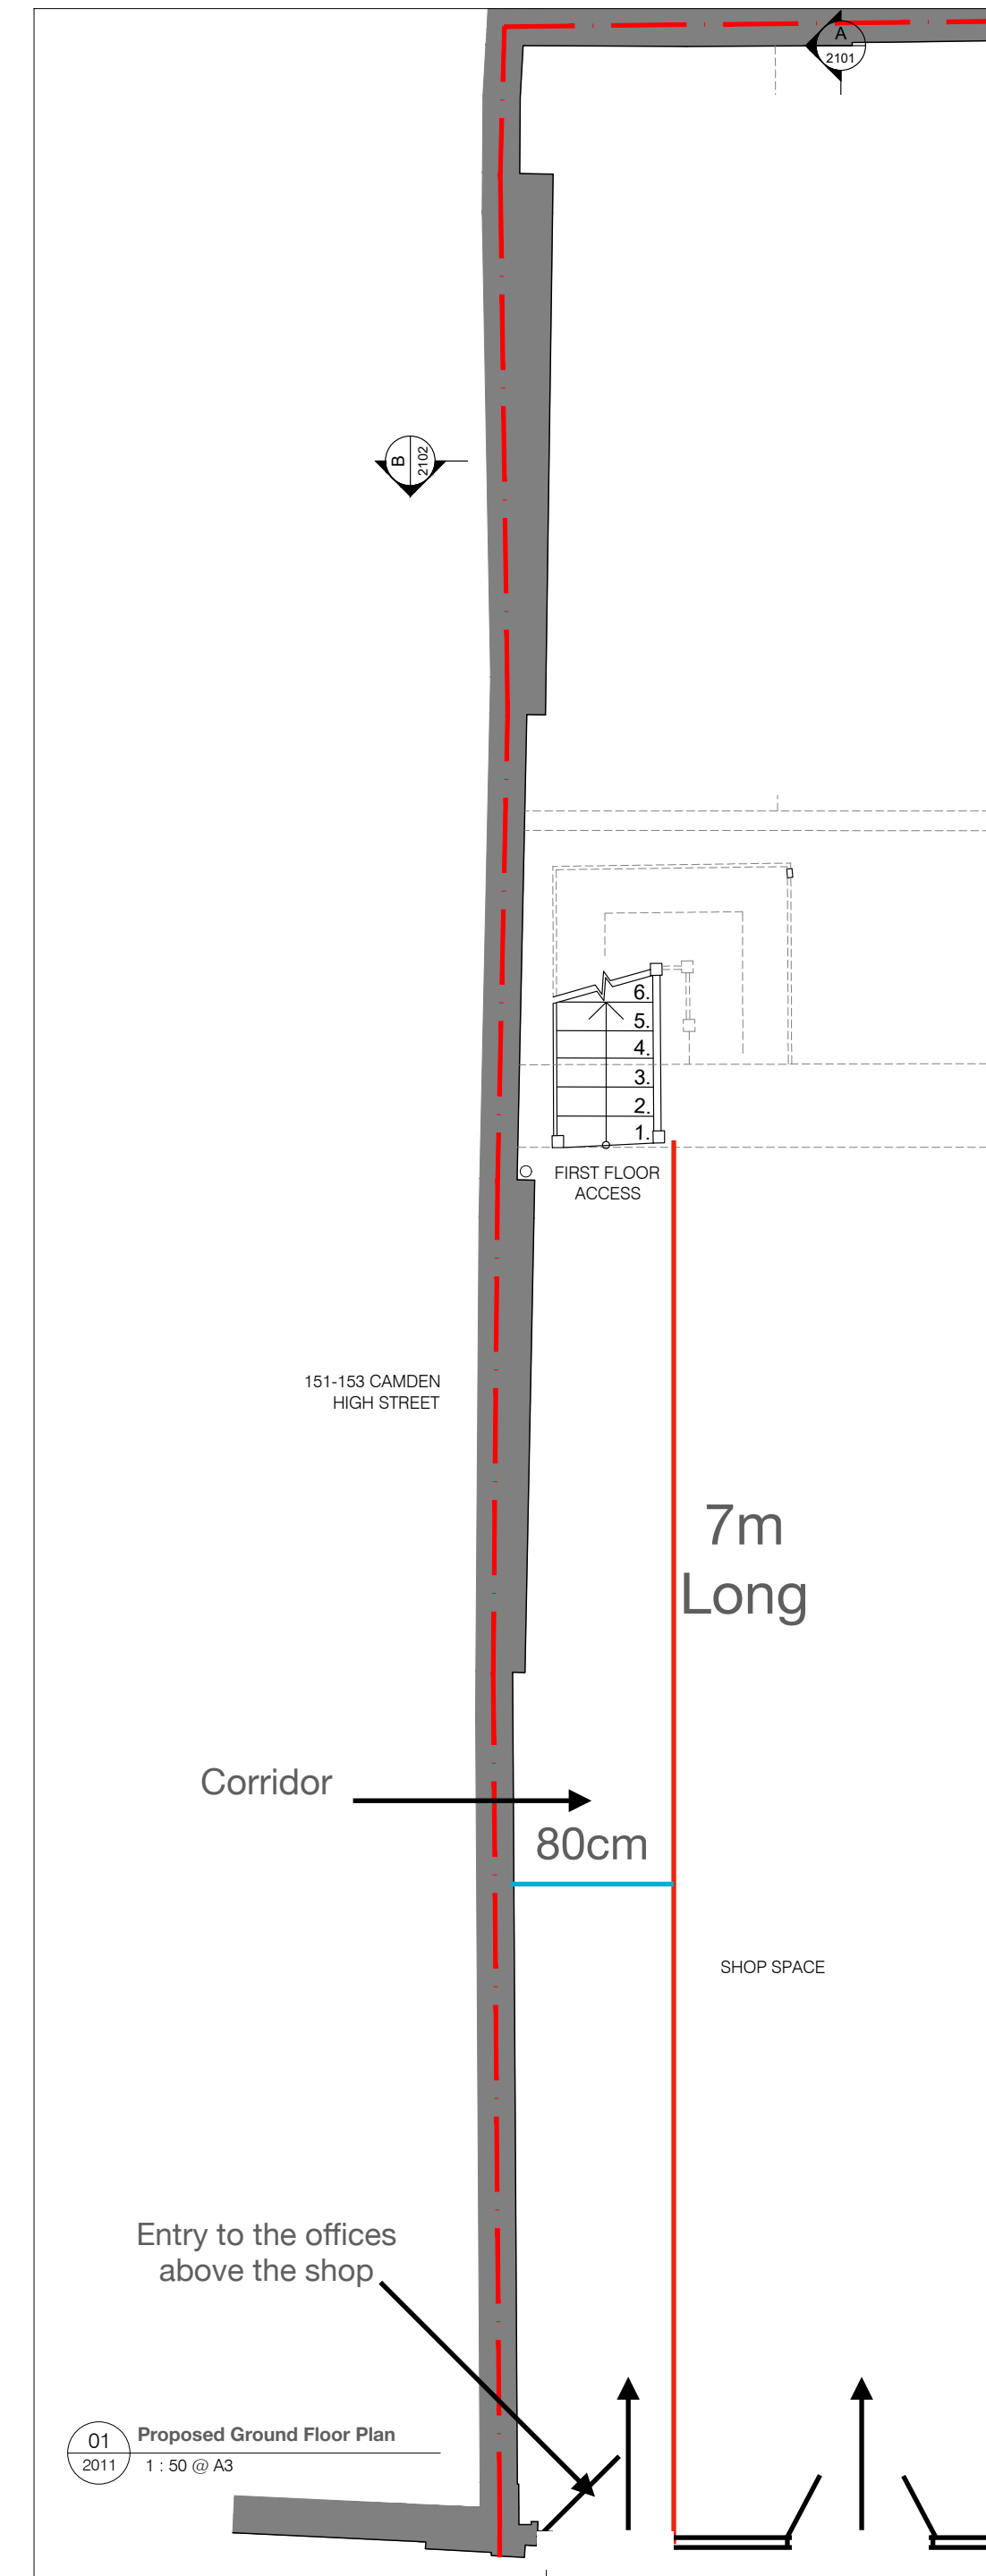 A
2101
B
2102
6.
5.
4.
3.
2.
1.
FIRST FLOOR
ACCESS
151-153 CAMDEN
HIGH STREET
7m
Long
Corridor
80cm
SHOP SPACE
Entry to the offices
above the shop
01
2011
Proposed Ground Floor Plan
1 : 50 @ A3